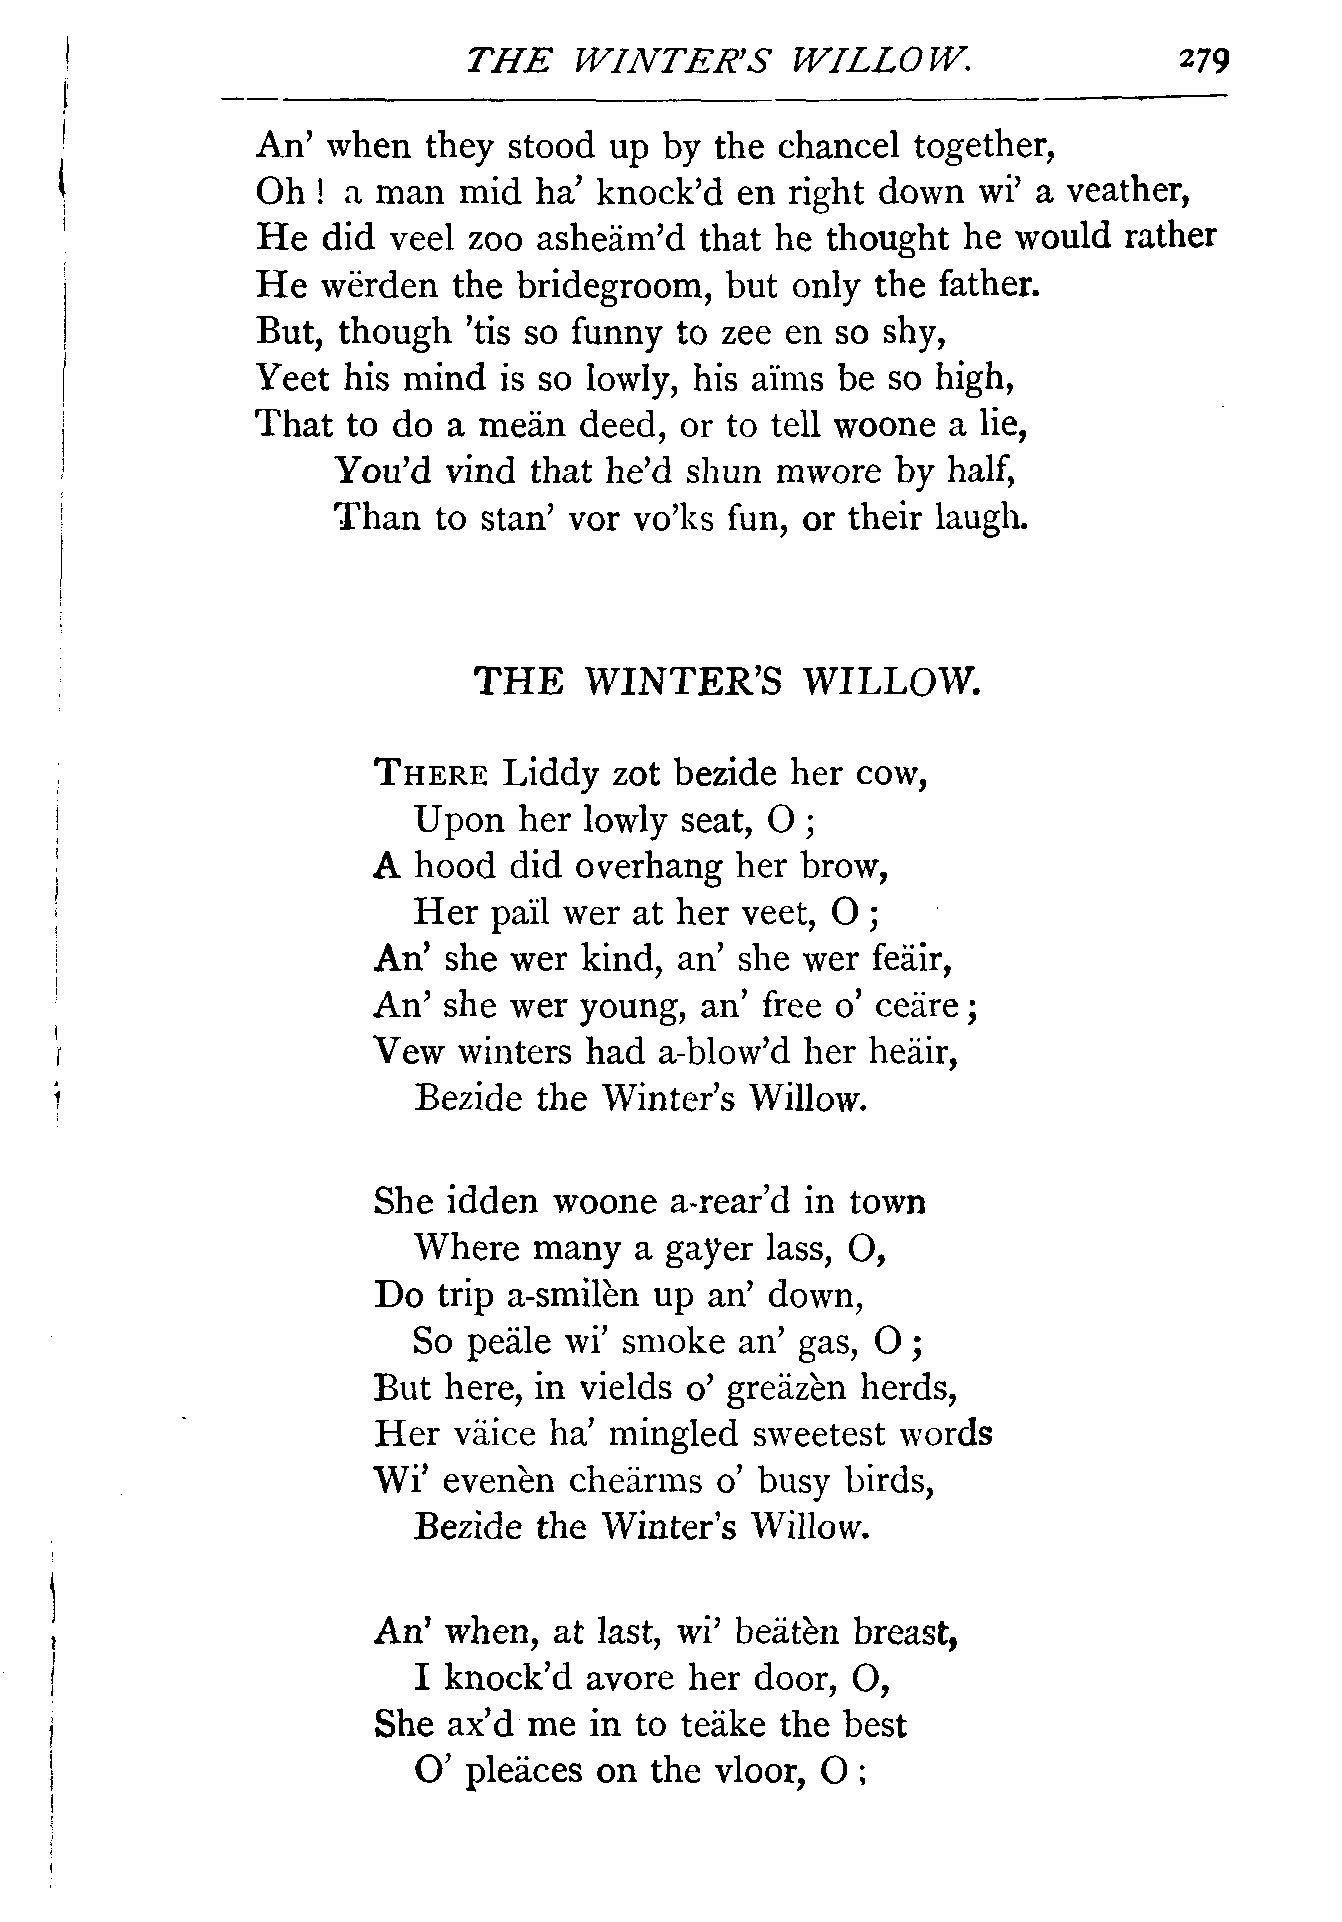 THE WINTER'S WILLOW. 279
An' when they stood up by the chancel together,
Oh ! a man mid ha' knock'd en right down wi' a veather,
He did veel zoo asheäm'd that he thought he would rather
He wërden the bridegroom, but only the father.
But, though 'tis so funny to zee en so shy,
Yeet his mind is so lowly, his aïms be so high,
That to do a meän deed, or to tell woone a lie,
You'd vind that he'd shun mwore by half,
Than to stan' vor vo'ks fun, or their laugh.
THE WINTER'S WILLOW.
THERE Liddy zot bezide her cow,
Upon her lowly seat, O ;
A hood did overhang her brow,
Her païl wer at her veet, O ;
An' she wer kind, an' she wer feäir,
An' she wer young, an' free o' ceäre ;
Vew winters had a-blow'd her heäir,
Bezide the Winter's Willow.
She idden woone a-rear'd in town
Where many a gaÿer lass, O,
Do trip a-smilèn up an' down,
So peäle wi' smoke an' gas, O ;
But here, in vields o' greäzèn herds,
Her väice ha' mingled sweetest words
Wi' evenèn cheärms o' busy birds,
Bezide the Winter's Willow.
An' when, at last, wi' beätèn breast,
I knock'd avore her door, O,
She ax'd me in to teäke the best
O' pleäces on the vloor, O ;